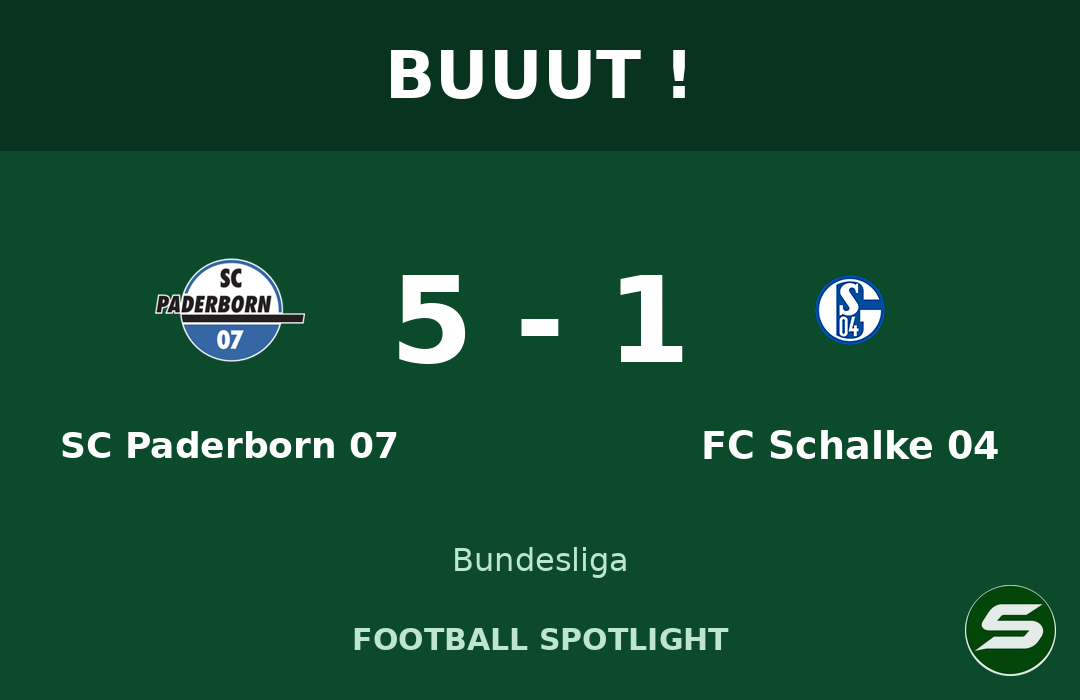 BUUUT !
SC
PADERBORN
07
5 - 1
S
04
SC Paderborn 07
FC Schalke 04
Bundesliga
FOOTBALL SPOTLIGHT
S